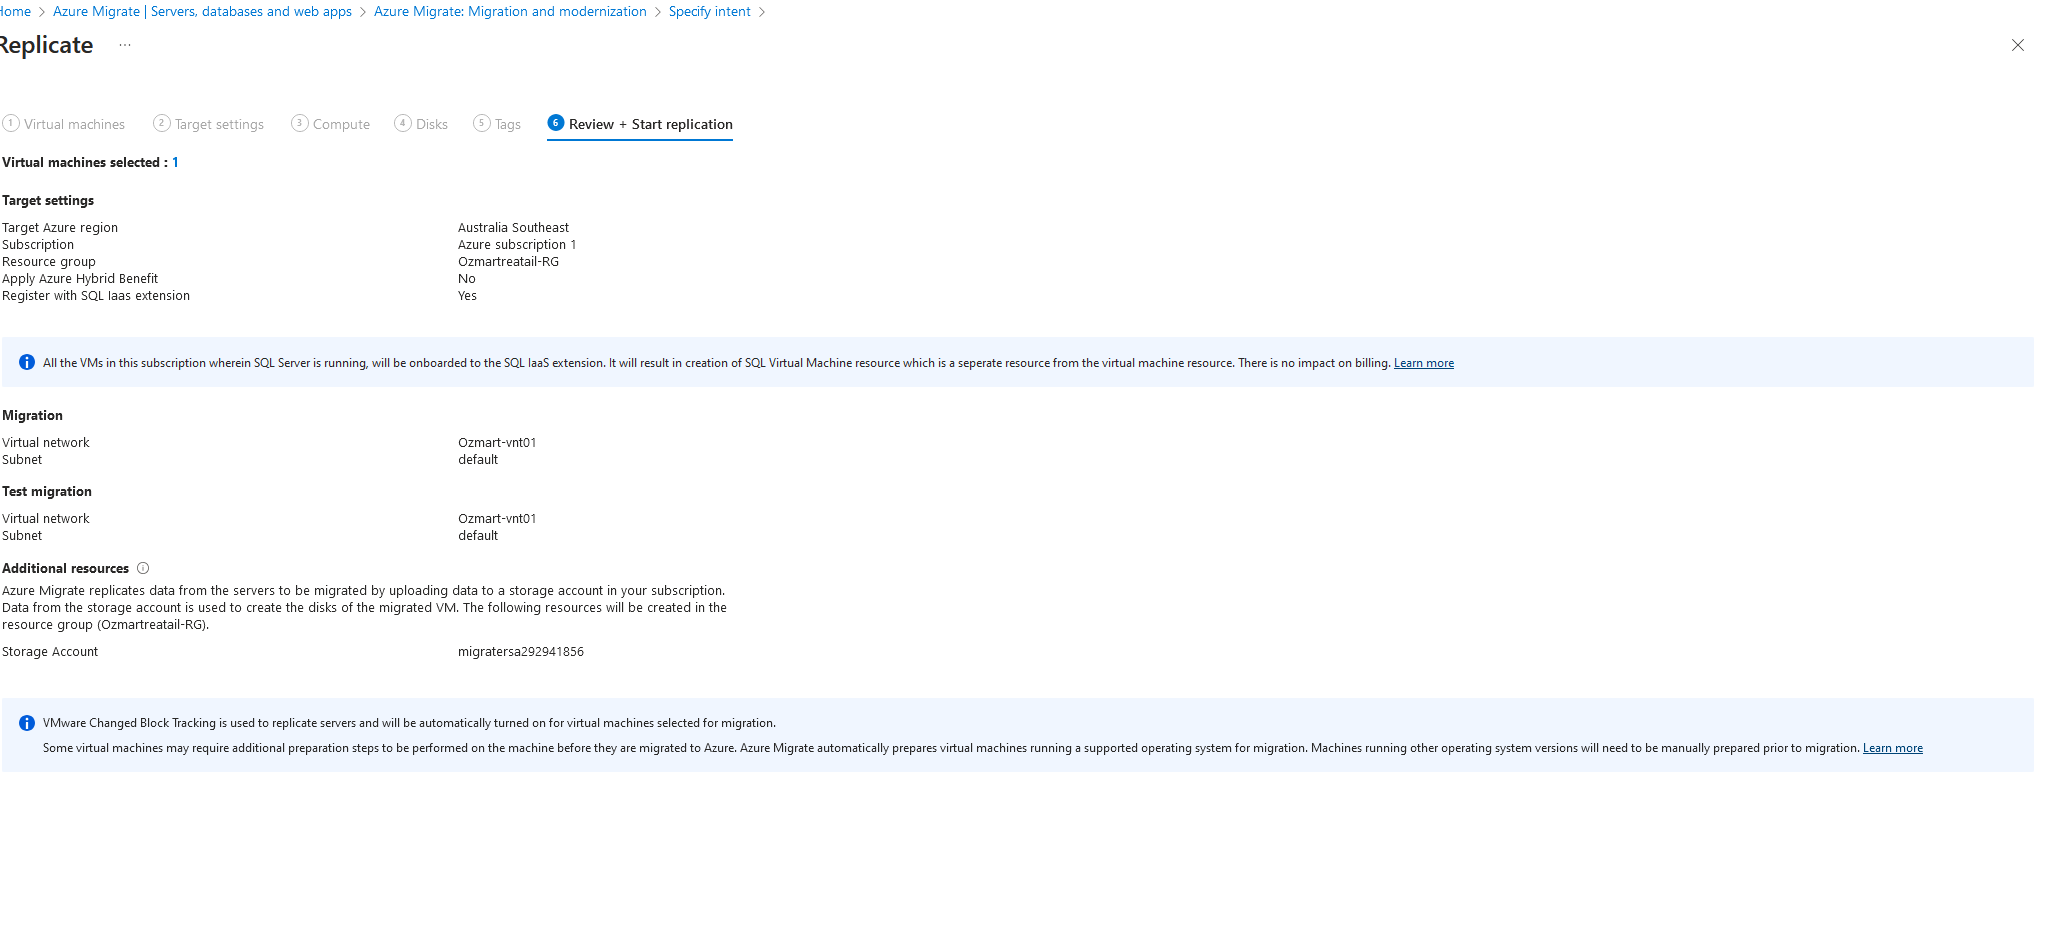 Home > Azure Migrate | Servers, databases and web apps > Azure Migrate: Migration and modernization > Specify intent >
Replicate ...
1 Virtual machines 2 Target settings 3 Compute 4 Disks 5 Tags 6 Review + Start replication
Virtual machines selected : 1
Target settings
Target Azure region Australia Southeast
Subscription Azure subscription 1
Resource group Ozmartreatail-RG
Apply Azure Hybrid Benefit No
Register with SQL Iaas extension Yes
All the VMs in this subscription wherein SQL Server is running, will be onboarded to the SQL IaaS extension. It will result in creation of SQL Virtual Machine resource which is a seperate resource from the virtual machine resource. There is no impact on billing. Learn more
Migration
Virtual network Ozmart-vnt01
Subnet default
Test migration
Virtual network Ozmart-vnt01
Subnet default
Additional resources
Azure Migrate replicates data from the servers to be migrated by uploading data to a storage account in your subscription.
Data from the storage account is used to create the disks of the migrated VM. The following resources will be created in the
resource group (Ozmartreatail-RG).
Storage Account migratersa292941856
VMware Changed Block Tracking is used to replicate servers and will be automatically turned on for virtual machines selected for migration.
Some virtual machines may require additional preparation steps to be performed on the machine before they are migrated to Azure. Azure Migrate automatically prepares virtual machines running a supported operating system for migration. Machines running other operating system versions will need to be manually prepared prior to migration. Learn more